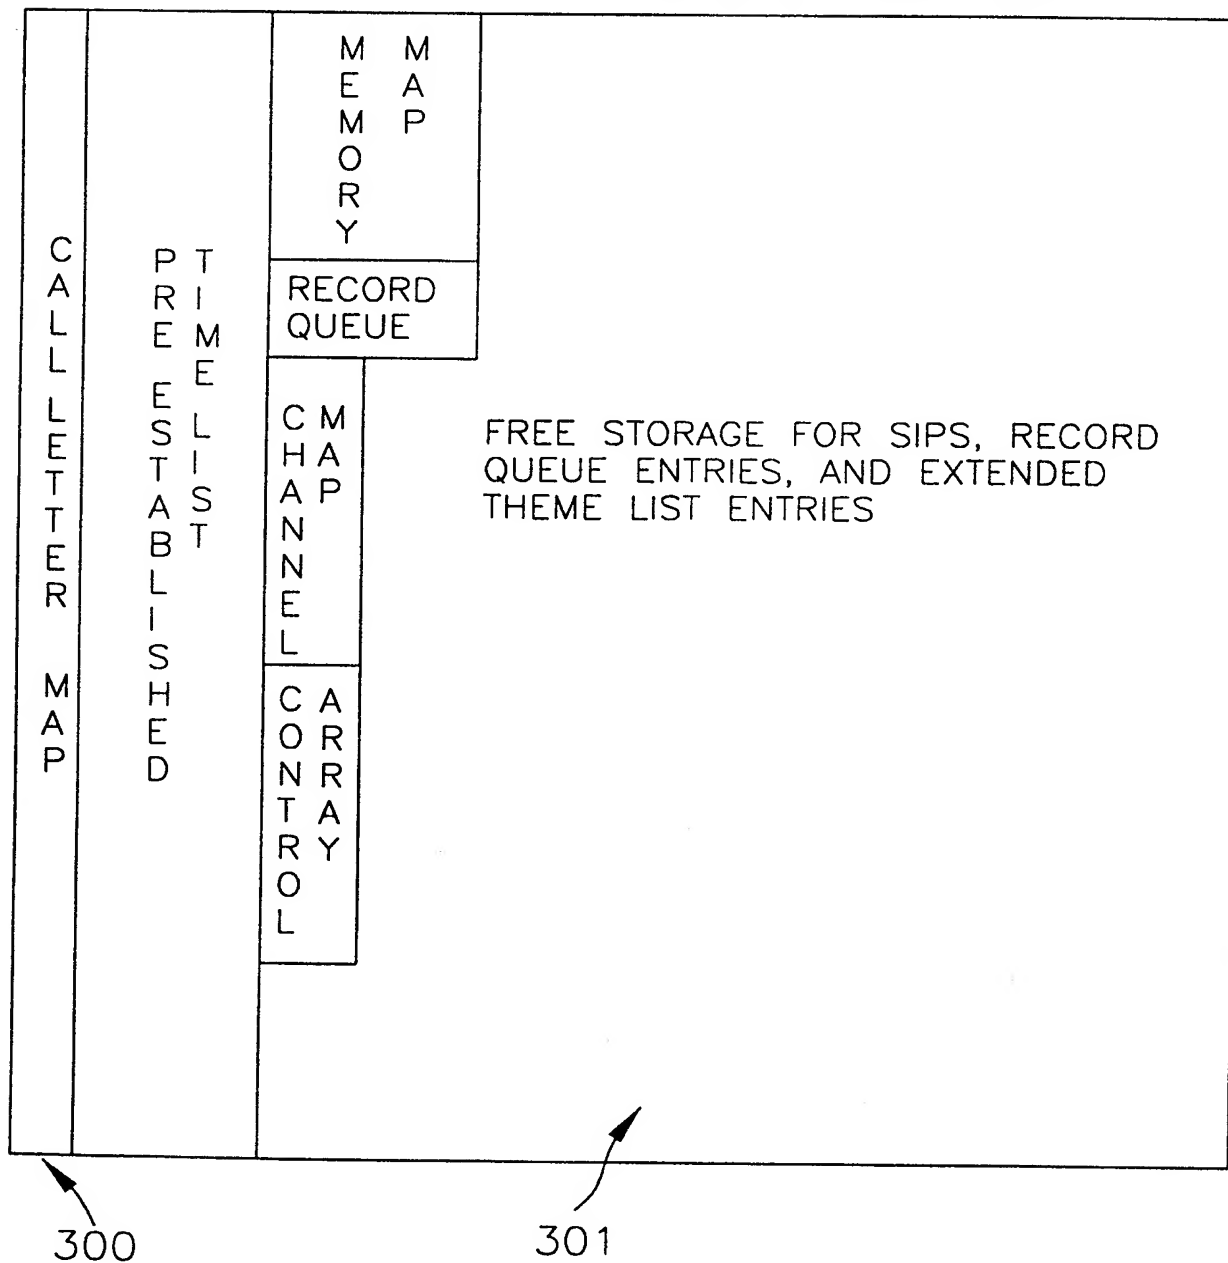 CALL LETTER MAP
PRE ESTABLISHED
TIME LIST
MEMORY
MAP
RECORD
QUEUE
CHANNEL
MAP
CONTROL
ARRAY
FREE STORAGE FOR SIPS, RECORD
QUEUE ENTRIES, AND EXTENDED
THEME LIST ENTRIES
300
301